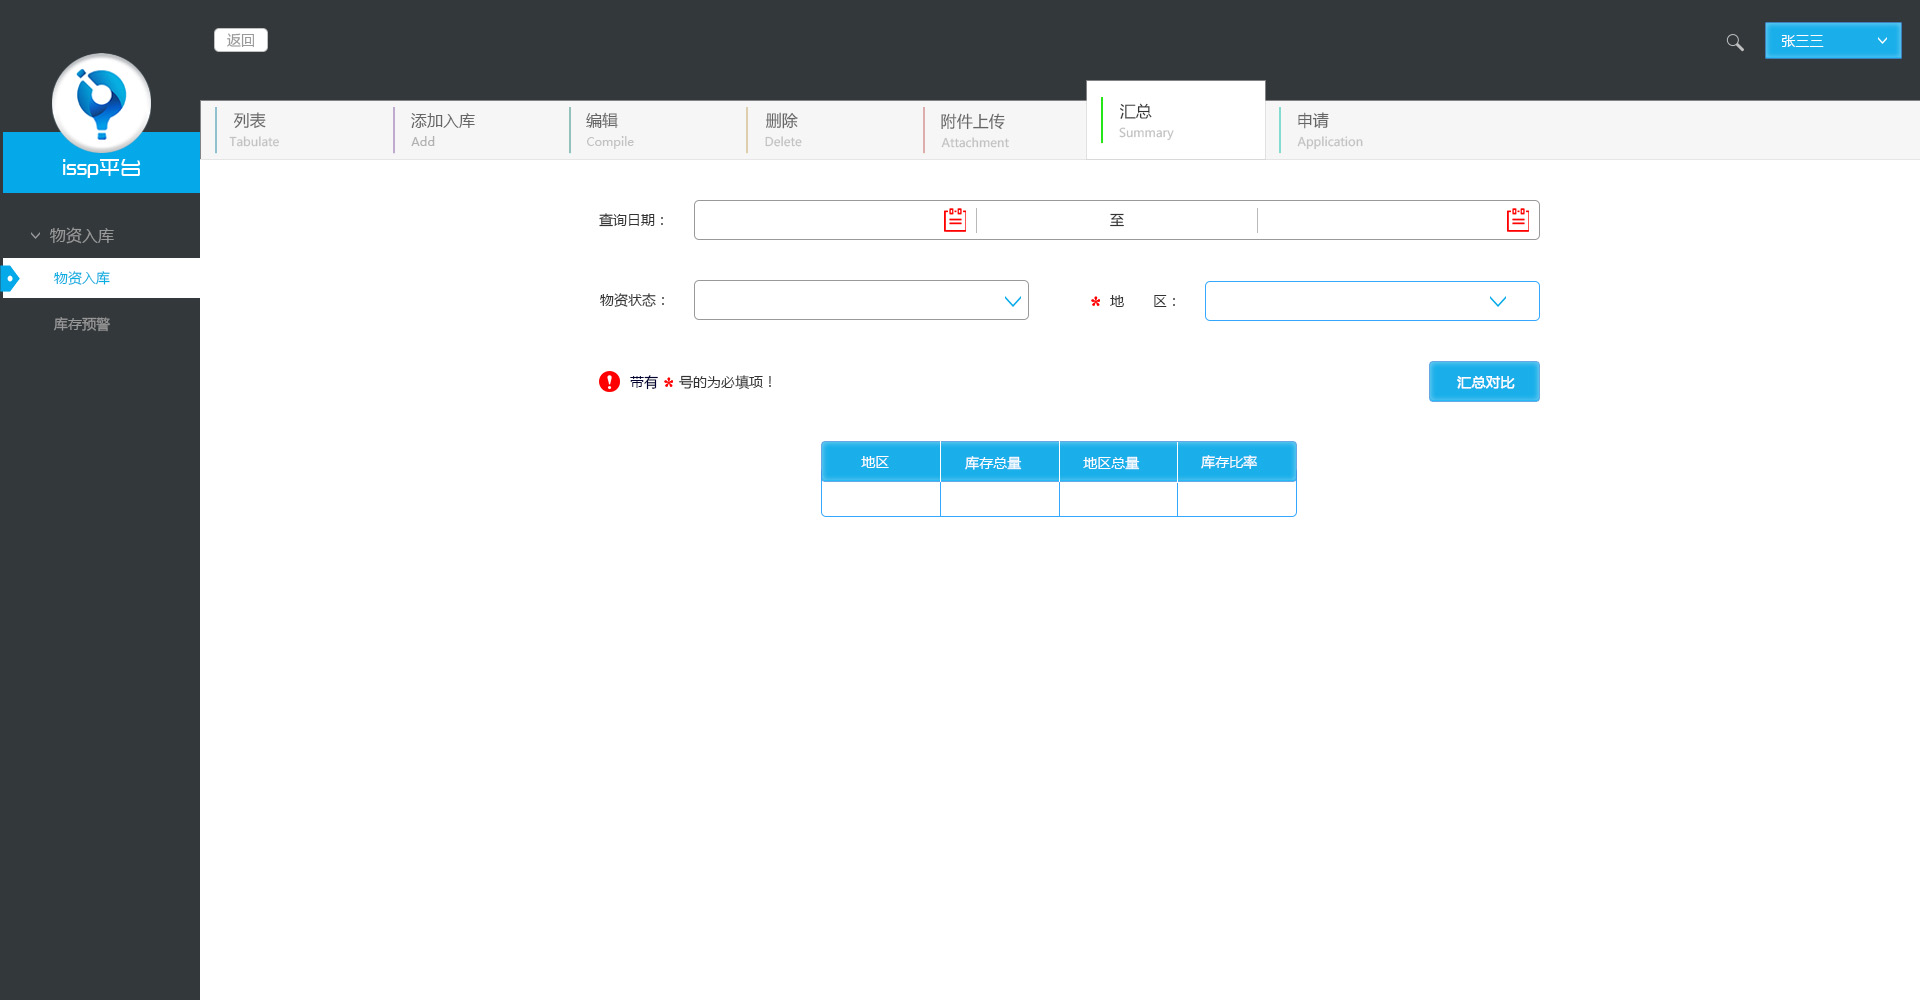 返回
张三三
issp平台
物资入库
物资入库
库存预警
列表
Tabulate
添加入库
Add
编辑
Compile
删除
Delete
附件上传
Attachment
汇总
Summary
申请
Application
查询日期：
至
物资状态：
* 地 区：
带有 * 号的为必填项！
汇总对比
地区 库存总量 地区总量 库存比率